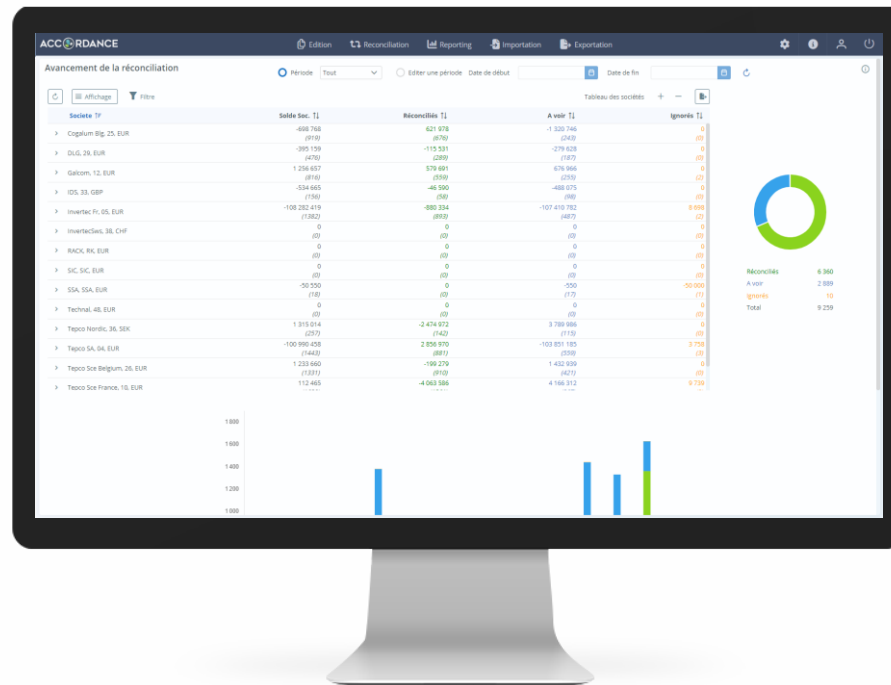 ACCORDANCE Edition Reconciliation Reporting Importation Exportation
Avancement de la réconciliation Période Tout Editer une période Date de début Date de fin
Affichage Filtre Tableau des sociétés + −
Societe Solde Soc. Réconciliés A voir Ignorés
Cogalum Blg, 25, EUR -698 768 621 978 -1 320 746 0
(919) (676) (243) (0)
DLG, 29, EUR -395 159 -115 531 -279 628 0
(476) (289) (187) (0)
Galcom, 12, EUR 1 256 657 579 691 676 966 0
(816) (559) (255) (2)
IDS, 33, GBP -534 665 -46 590 -488 075 0
(156) (58) (98) (0)
Invertec Fr, 05, EUR -108 282 419 -880 334 -107 410 782 8 698
(1382) (893) (487) (2)
InvertecSws, 38, CHF 0 0 0 0
(0) (0) (0) (0)
RACK, RK, EUR 0 0 0 0
(0) (0) (0) (0)
SIC, SIC, EUR 0 0 0 0
(0) (0) (0) (0)
SSA, SSA, EUR -50 550 0 -550 -50 000
(18) (0) (17) (1)
Technal, 48, EUR 0 0 0 0
(0) (0) (0) (0)
Tepco Nordic, 36, SEK 1 315 014 -2 474 972 3 789 986 0
(257) (142) (115) (0)
Tepco SA, 04, EUR -100 990 458 2 856 970 -103 851 185 3 758
(1443) (881) (559) (3)
Tepco Sce Belgium, 26, EUR 1 233 660 -199 279 1 432 939 0
(1331) (910) (421) (0)
Tepco Sce France, 10, EUR 112 465 -4 063 586 4 166 312 9 739
Réconciliés 6 360
A voir 2 889
Ignorés 10
Total 9 259
1 800
1 600
1 400
1 200
1 000